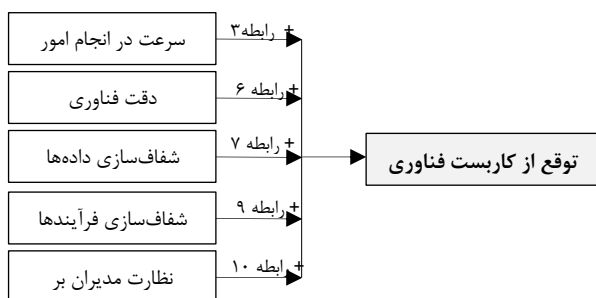 سرعت در انجام امور
+ رابطه۳
دقت فناوری
+ رابطه ۶
شفاف‌سازی داده‌ها
+ رابطه ۷
توقع از کاربست فناوری
شفاف‌سازی فرآیندها
+ رابطه ۹
نظارت مدیران بر
+ رابطه ۱۰